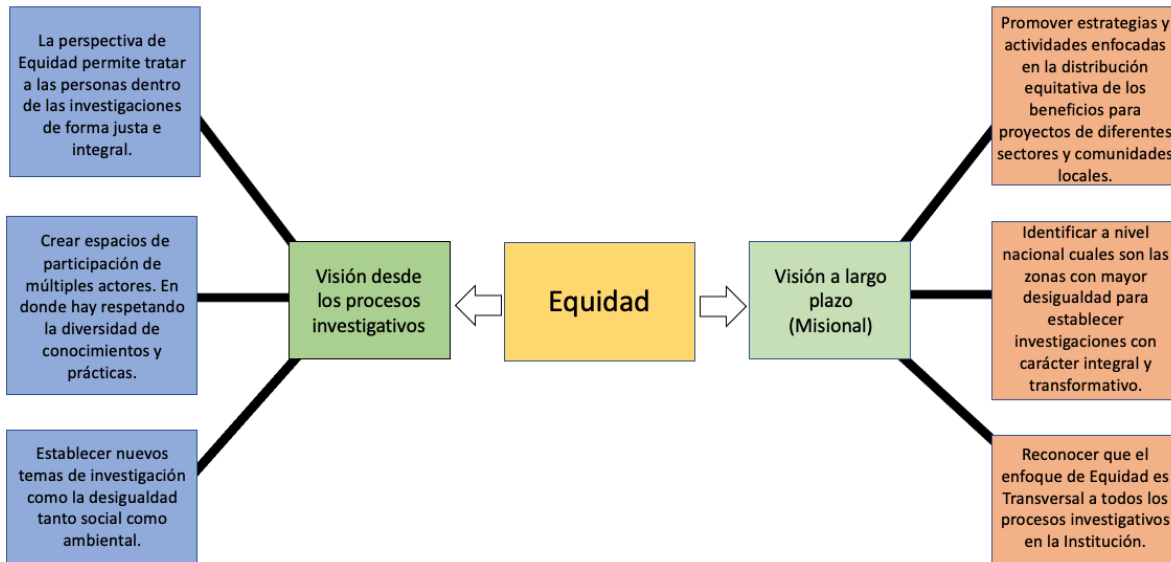 La perspectiva de
Equidad permite tratar
a las personas dentro
de las investigaciones
de forma justa e
integral.
Crear espacios de
participación de
múltiples actores. En
donde hay respetando
la diversidad de
conocimientos y
prácticas.
Establecer nuevos
temas de investigación
como la desigualdad
tanto social como
ambiental.
Visión desde
los procesos
investigativos
Equidad
Visión a largo
plazo
(Misional)
Promover estrategias y
actividades enfocadas
en la distribución
equitativa de los
beneficios para
proyectos de diferentes
sectores y comunidades
locales.
Identificar a nivel
nacional cuales son las
zonas con mayor
desigualdad para
establecer
investigaciones con
carácter integral y
transformativo.
Reconocer que el
enfoque de Equidad es
Transversal a todos los
procesos investigativos
en la Institución.